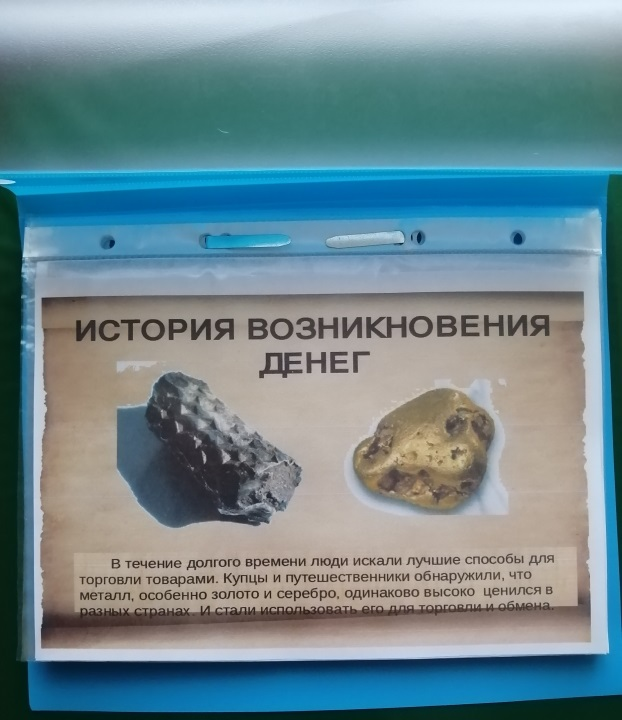 ИСТОРИЯ ВОЗНИКНОВЕНИЯ
ДЕНЕГ
В течение долгого времени люди искали лучшие способы для
торговли товарами. Купцы и путешественники обнаружили, что
металл, особенно золото и серебро, одинаково высоко ценился в
разных странах. И стали использовать его для торговли и обмена.